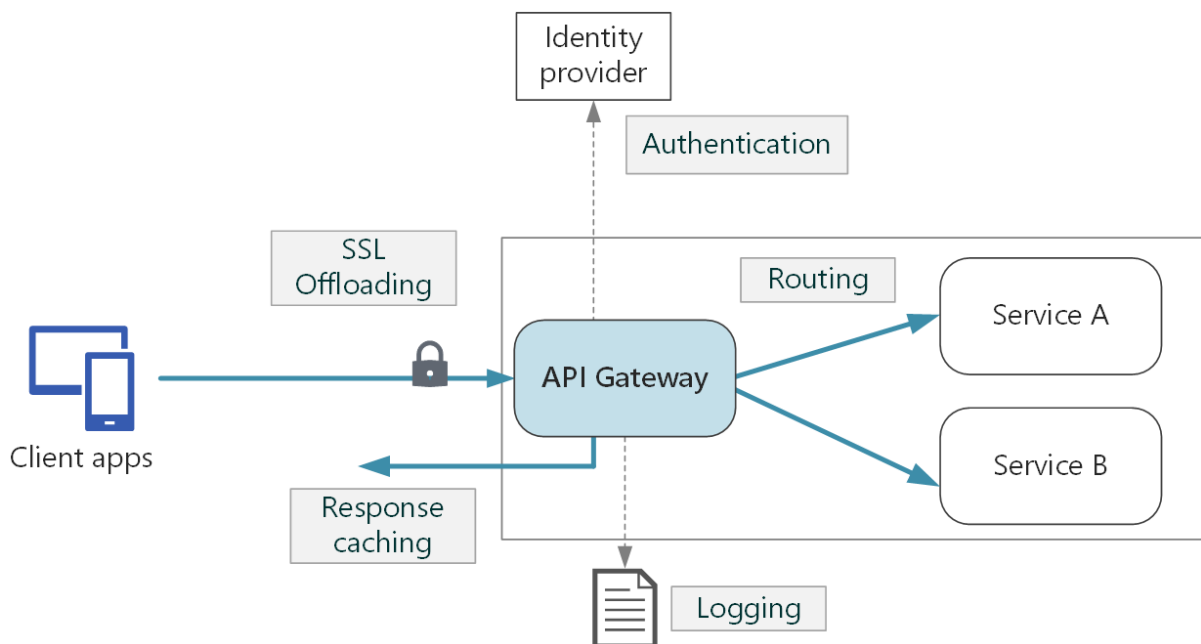 Identity
provider
Authentication
SSL
Offloading
Routing
Service A
API Gateway
Client apps
Service B
Response
caching
Logging